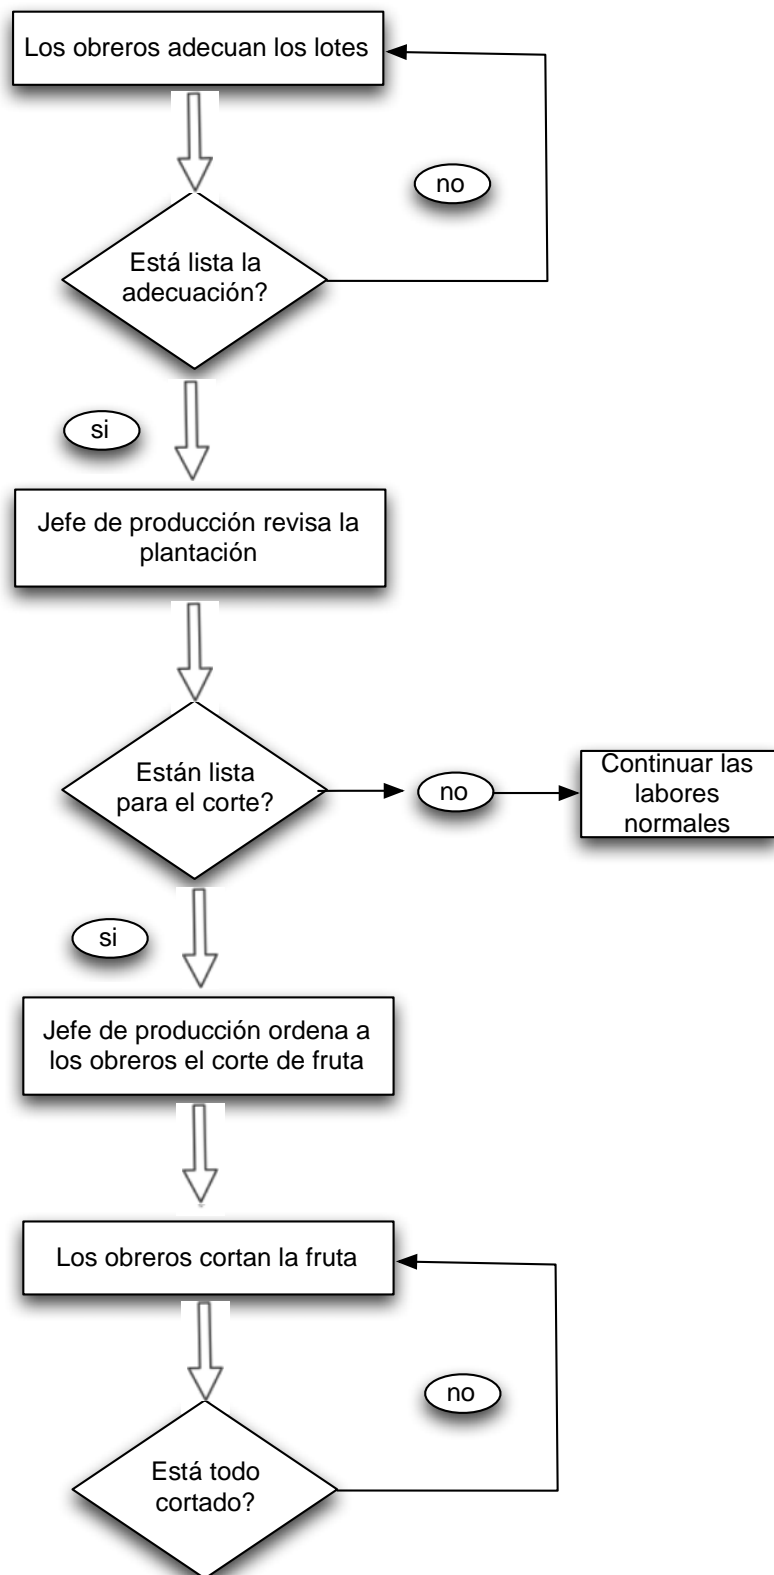 Los obreros adecuan los lotes
no
Está lista la
adecuación?
si
Jefe de producción revisa la
plantación
Están lista
para el corte?
no
Continuar las
labores
normales
si
Jefe de producción ordena a
los obreros el corte de fruta
Los obreros cortan la fruta
no
Está todo
cortado?